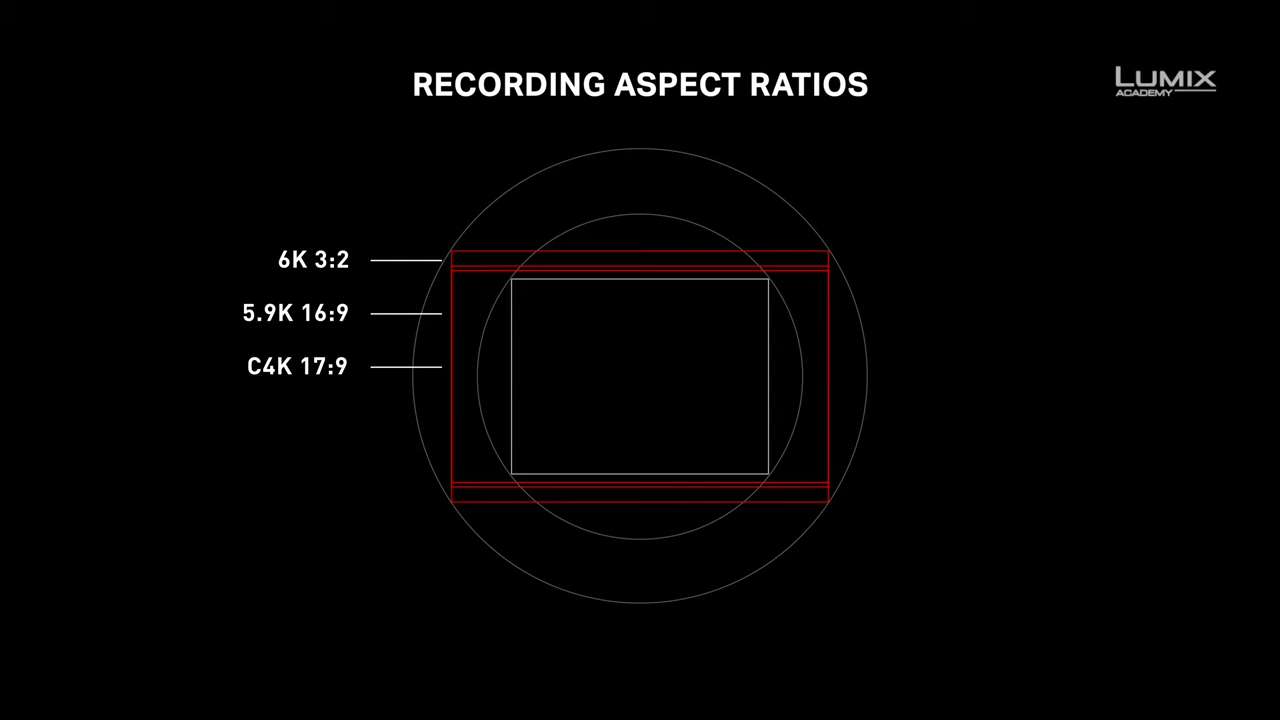 RECORDING ASPECT RATIOS
LUMIX
ACADEMY
6K 3:2
5.9K 16:9
C4K 17:9